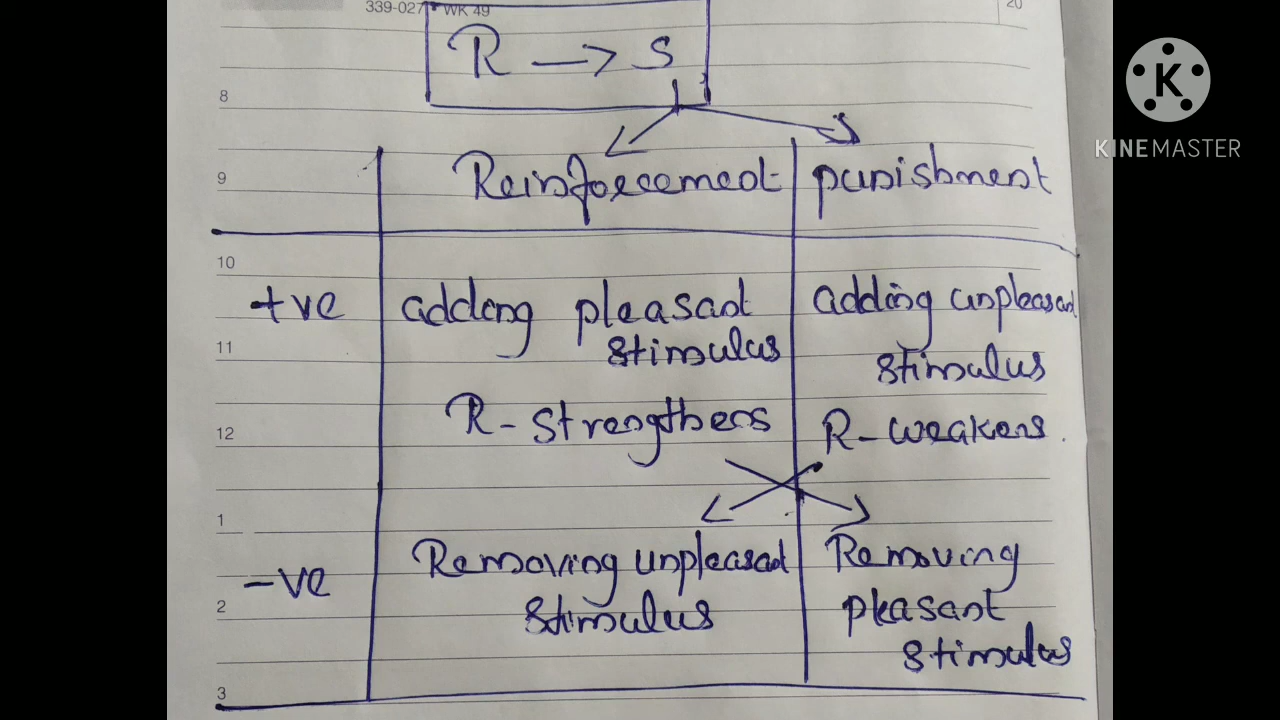 339-027 WK 49
20
R → S
8
Reinforcement punishment
9
10
+ve adding pleasant adding unpleasant
stimulus
11
stimulus
R - Strengthens R - weakens.
12
1
Removing unpleasant Removing
-ve
2
stimulus pleasant
stimulus
3
K
KINEMASTER